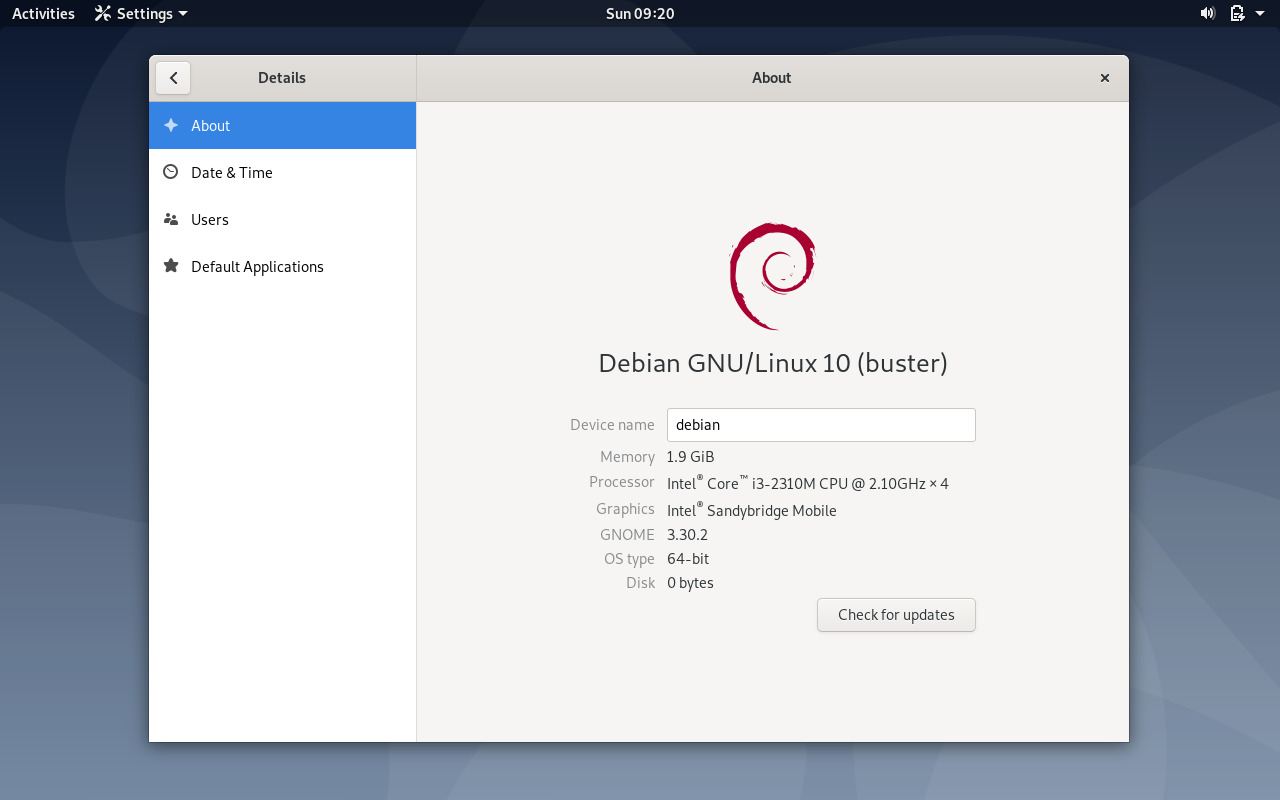 Activities Settings Sun 09:20
Details About
About
Date & Time
Users
Default Applications
Debian GNU/Linux 10 (buster)
Device name debian
Memory 1.9 GiB
Processor Intel® Core™ i3-2310M CPU @ 2.10GHz × 4
Graphics Intel® Sandybridge Mobile
GNOME 3.30.2
OS type 64-bit
Disk 0 bytes
Check for updates